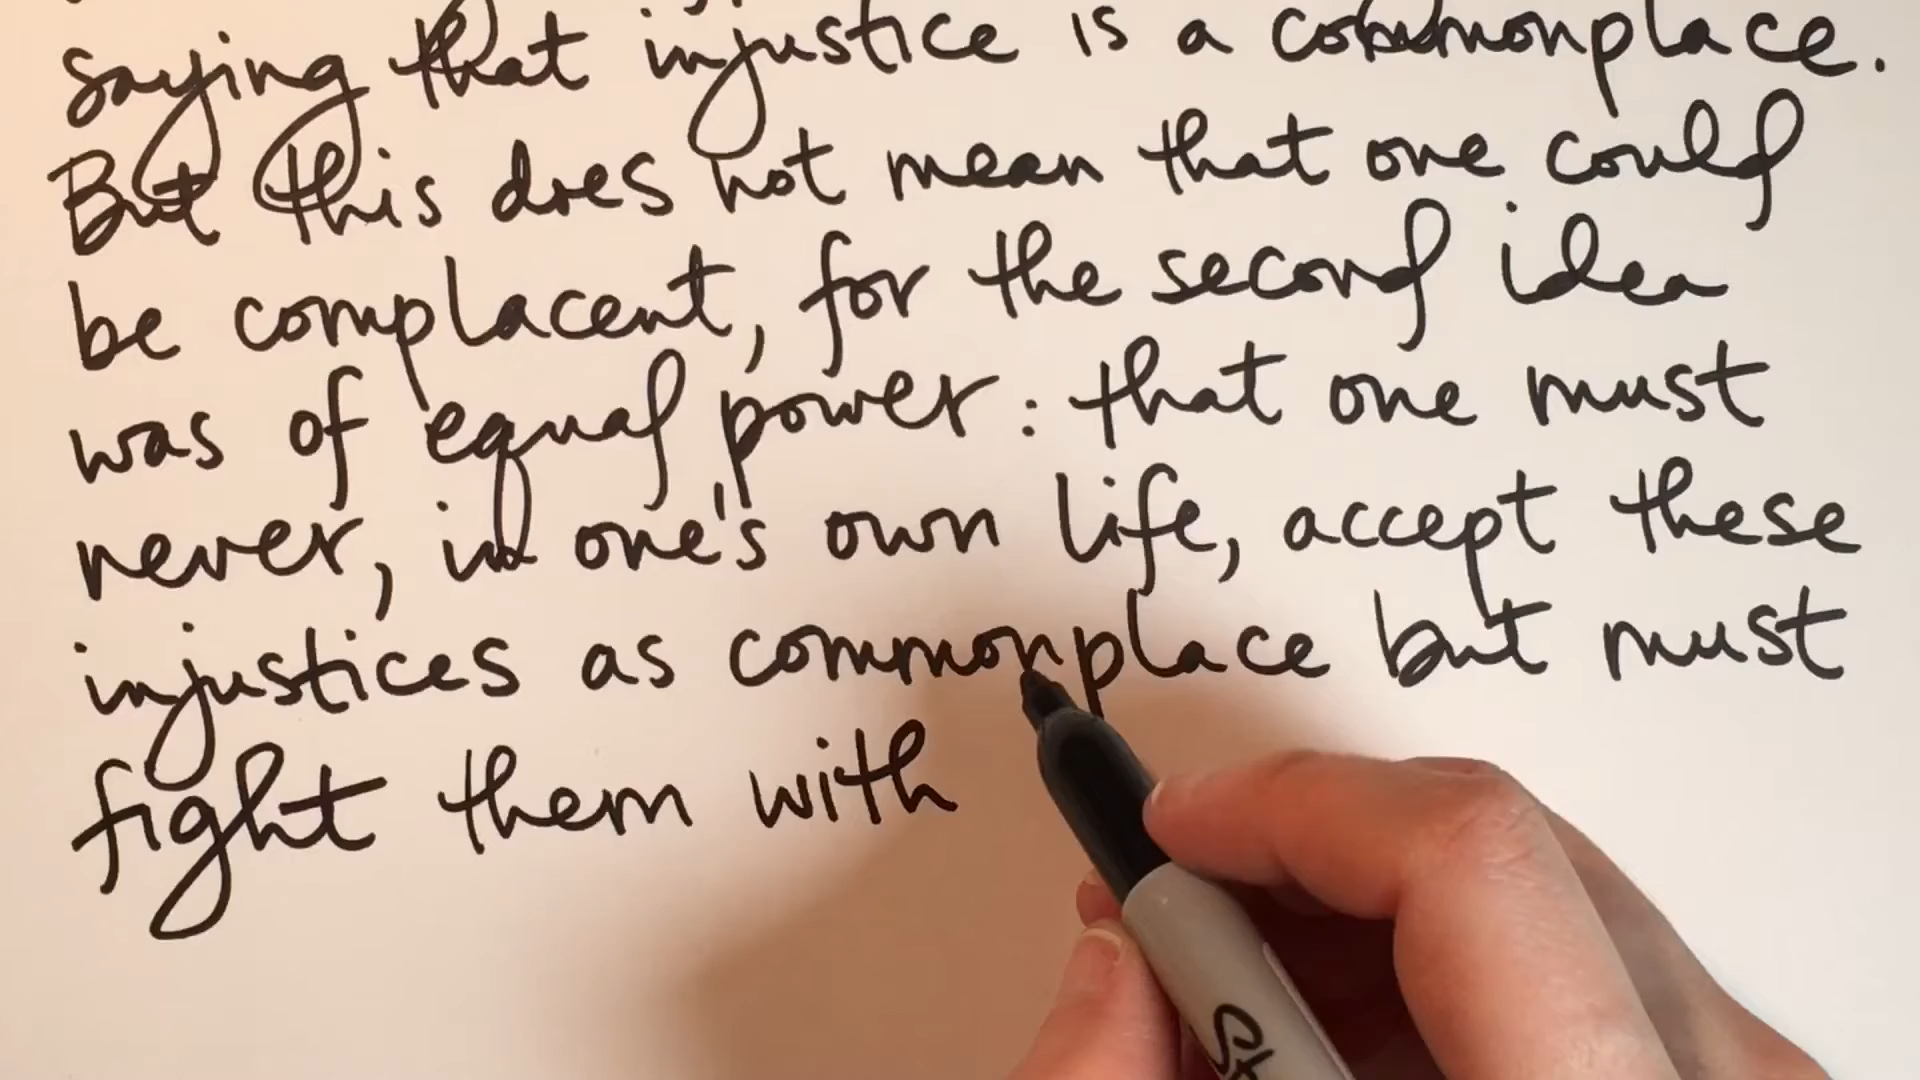 saying that injustice is a commonplace.
But this does not mean that one could
be complacent, for the second idea
was of equal power: that one must
never, in one's own life, accept these
injustices as commonplace but must
fight them with